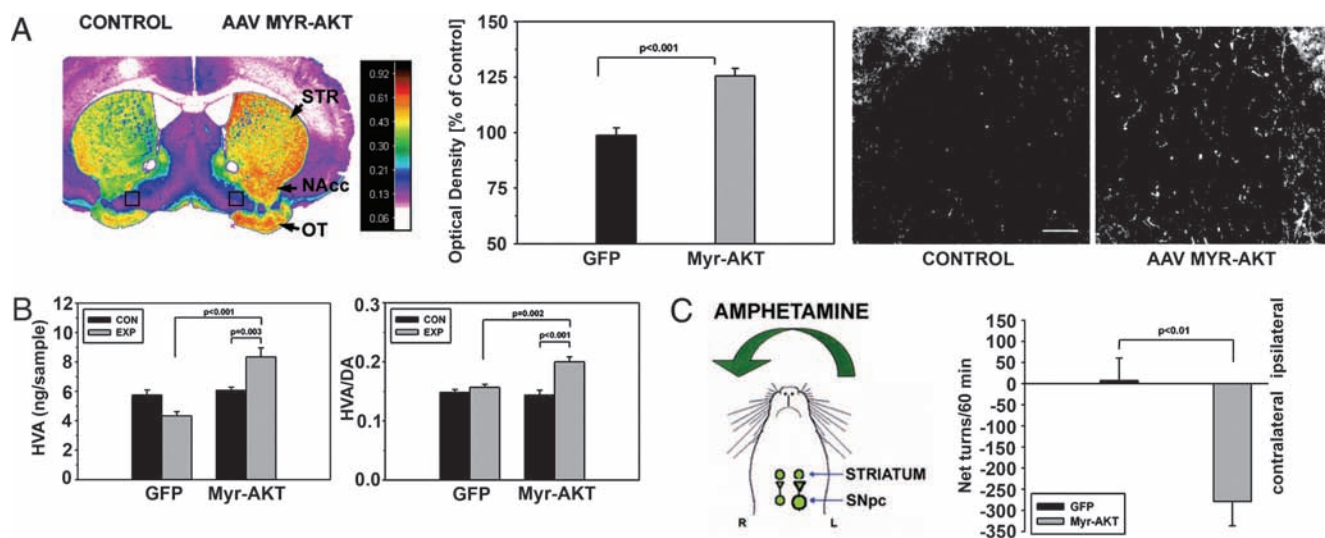 A
CONTROL AAV MYR-AKT
0.92
0.61
0.43
0.30
0.21
0.13
0.06
STR
NAcc
OT
Optical Density [% of Control]
150
125
100
75
50
p<0.001
GFP Myr-AKT
CONTROL AAV MYR-AKT
B
HVA (ng/sample)
12
10
8
6
4
2
0
CON
EXP
p<0.001
p=0.003
GFP Myr-AKT
HVA/DA
0.3
0.2
0.1
0.0
CON
EXP
p=0.002
p<0.001
GFP Myr-AKT
C
AMPHETAMINE
STRIATUM
SNpc
R L
Net turns/60 min
150
100
50
0
-50
-100
-150
-200
-250
-300
-350
p<0.01
GFP
Myr-AKT
contralateral ipsilateral